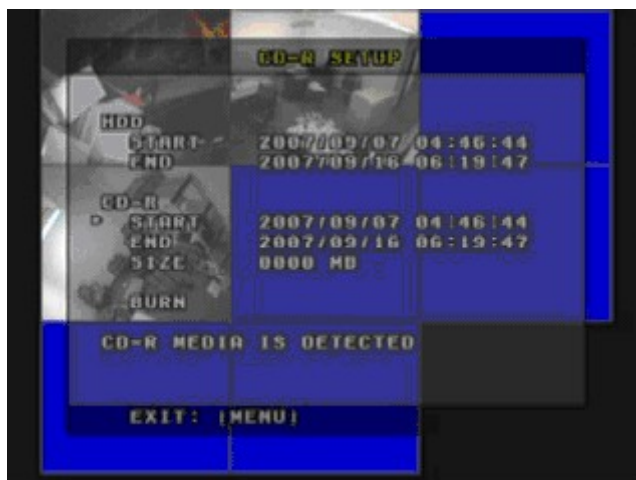 CD-R SETUP
HDD
START 2007/09/07 04:46:44
END 2007/09/16 06:19:47
CD-R
START 2007/09/07 04:46:44
END 2007/09/16 06:19:47
SIZE 0000 MB
BURN
CD-R MEDIA IS DETECTED
EXIT: [MENU]